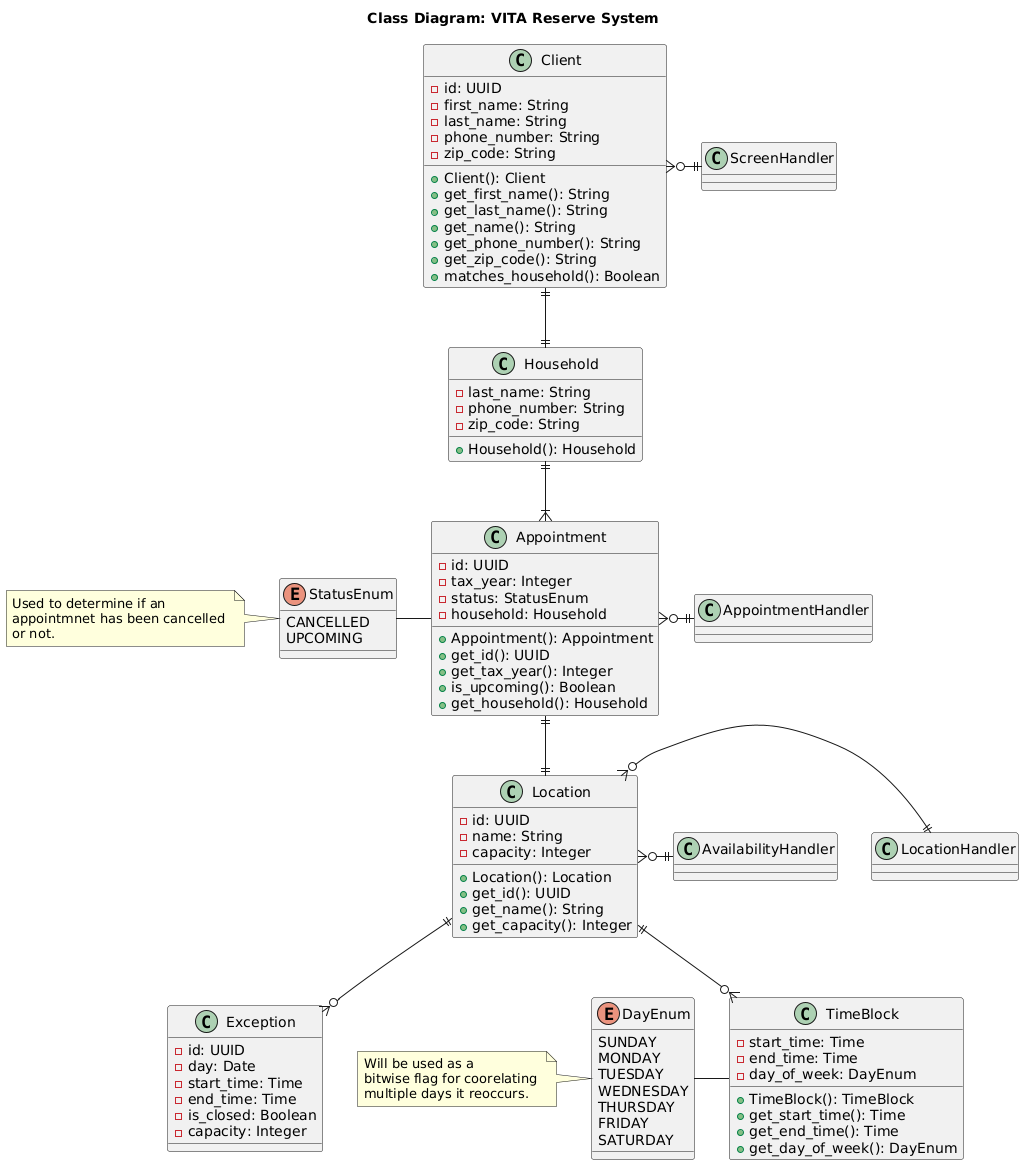 Class Diagram: VITA Reserve System
C Client
id: UUID
first_name: String
last_name: String
phone_number: String
zip_code: String
Client(): Client
get_first_name(): String
get_last_name(): String
get_name(): String
get_phone_number(): String
get_zip_code(): String
matches_household(): Boolean
C ScreenHandler
C Household
last_name: String
phone_number: String
zip_code: String
Household(): Household
C Appointment
id: UUID
tax_year: Integer
status: StatusEnum
household: Household
Appointment(): Appointment
get_id(): UUID
get_tax_year(): Integer
is_upcoming(): Boolean
get_household(): Household
Used to determine if an
appointmnet has been cancelled
or not.
E StatusEnum
CANCELLED
UPCOMING
C AppointmentHandler
C Location
id: UUID
name: String
capacity: Integer
Location(): Location
get_id(): UUID
get_name(): String
get_capacity(): Integer
C AvailabilityHandler
C LocationHandler
C Exception
id: UUID
day: Date
start_time: Time
end_time: Time
is_closed: Boolean
capacity: Integer
Will be used as a
bitwise flag for coorelating
multiple days it reoccurs.
E DayEnum
SUNDAY
MONDAY
TUESDAY
WEDNESDAY
THURSDAY
FRIDAY
SATURDAY
C TimeBlock
start_time: Time
end_time: Time
day_of_week: DayEnum
TimeBlock(): TimeBlock
get_start_time(): Time
get_end_time(): Time
get_day_of_week(): DayEnum